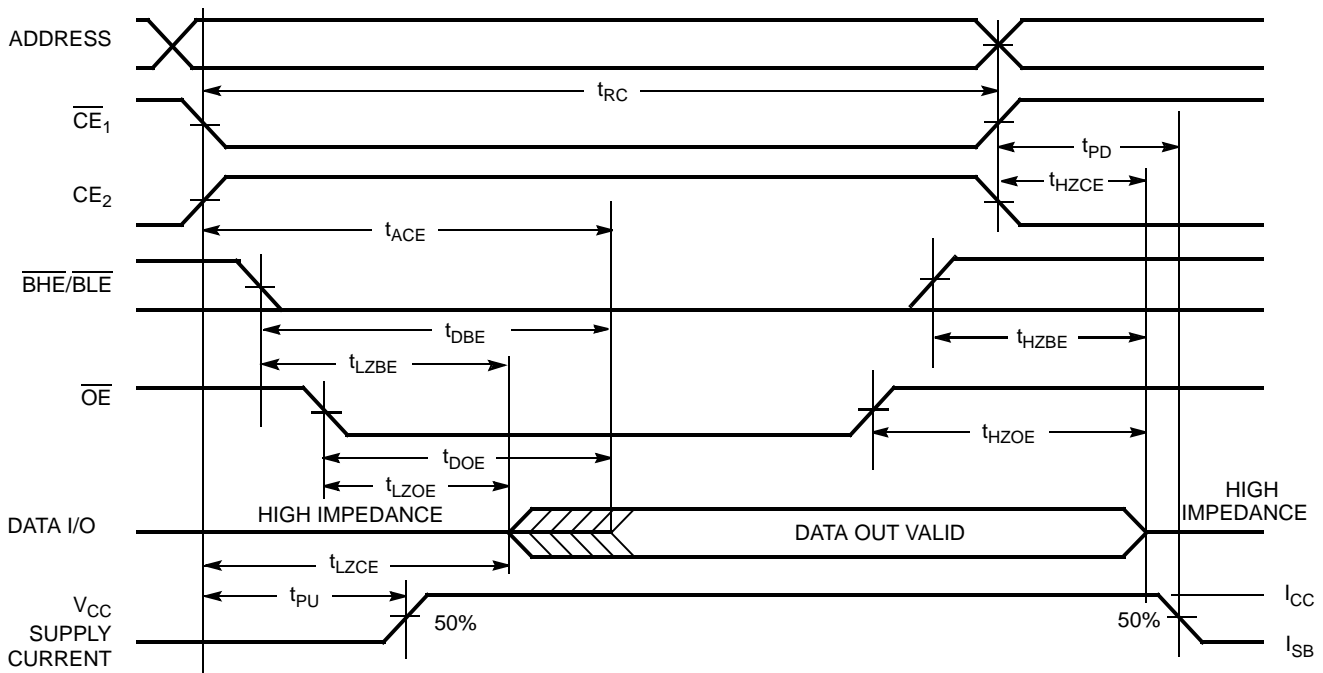 ADDRESS
tRC
CE1
tPD
tHZCE
CE2
tACE
BHE/BLE
tDBE
tHZBE
tLZBE
OE
tHZOE
tDOE
tLZOE
HIGH IMPEDANCE
HIGH
IMPEDANCE
DATA I/O
DATA OUT VALID
tLZCE
tPU
VCC
SUPPLY
CURRENT
50%
50%
ICC
ISB